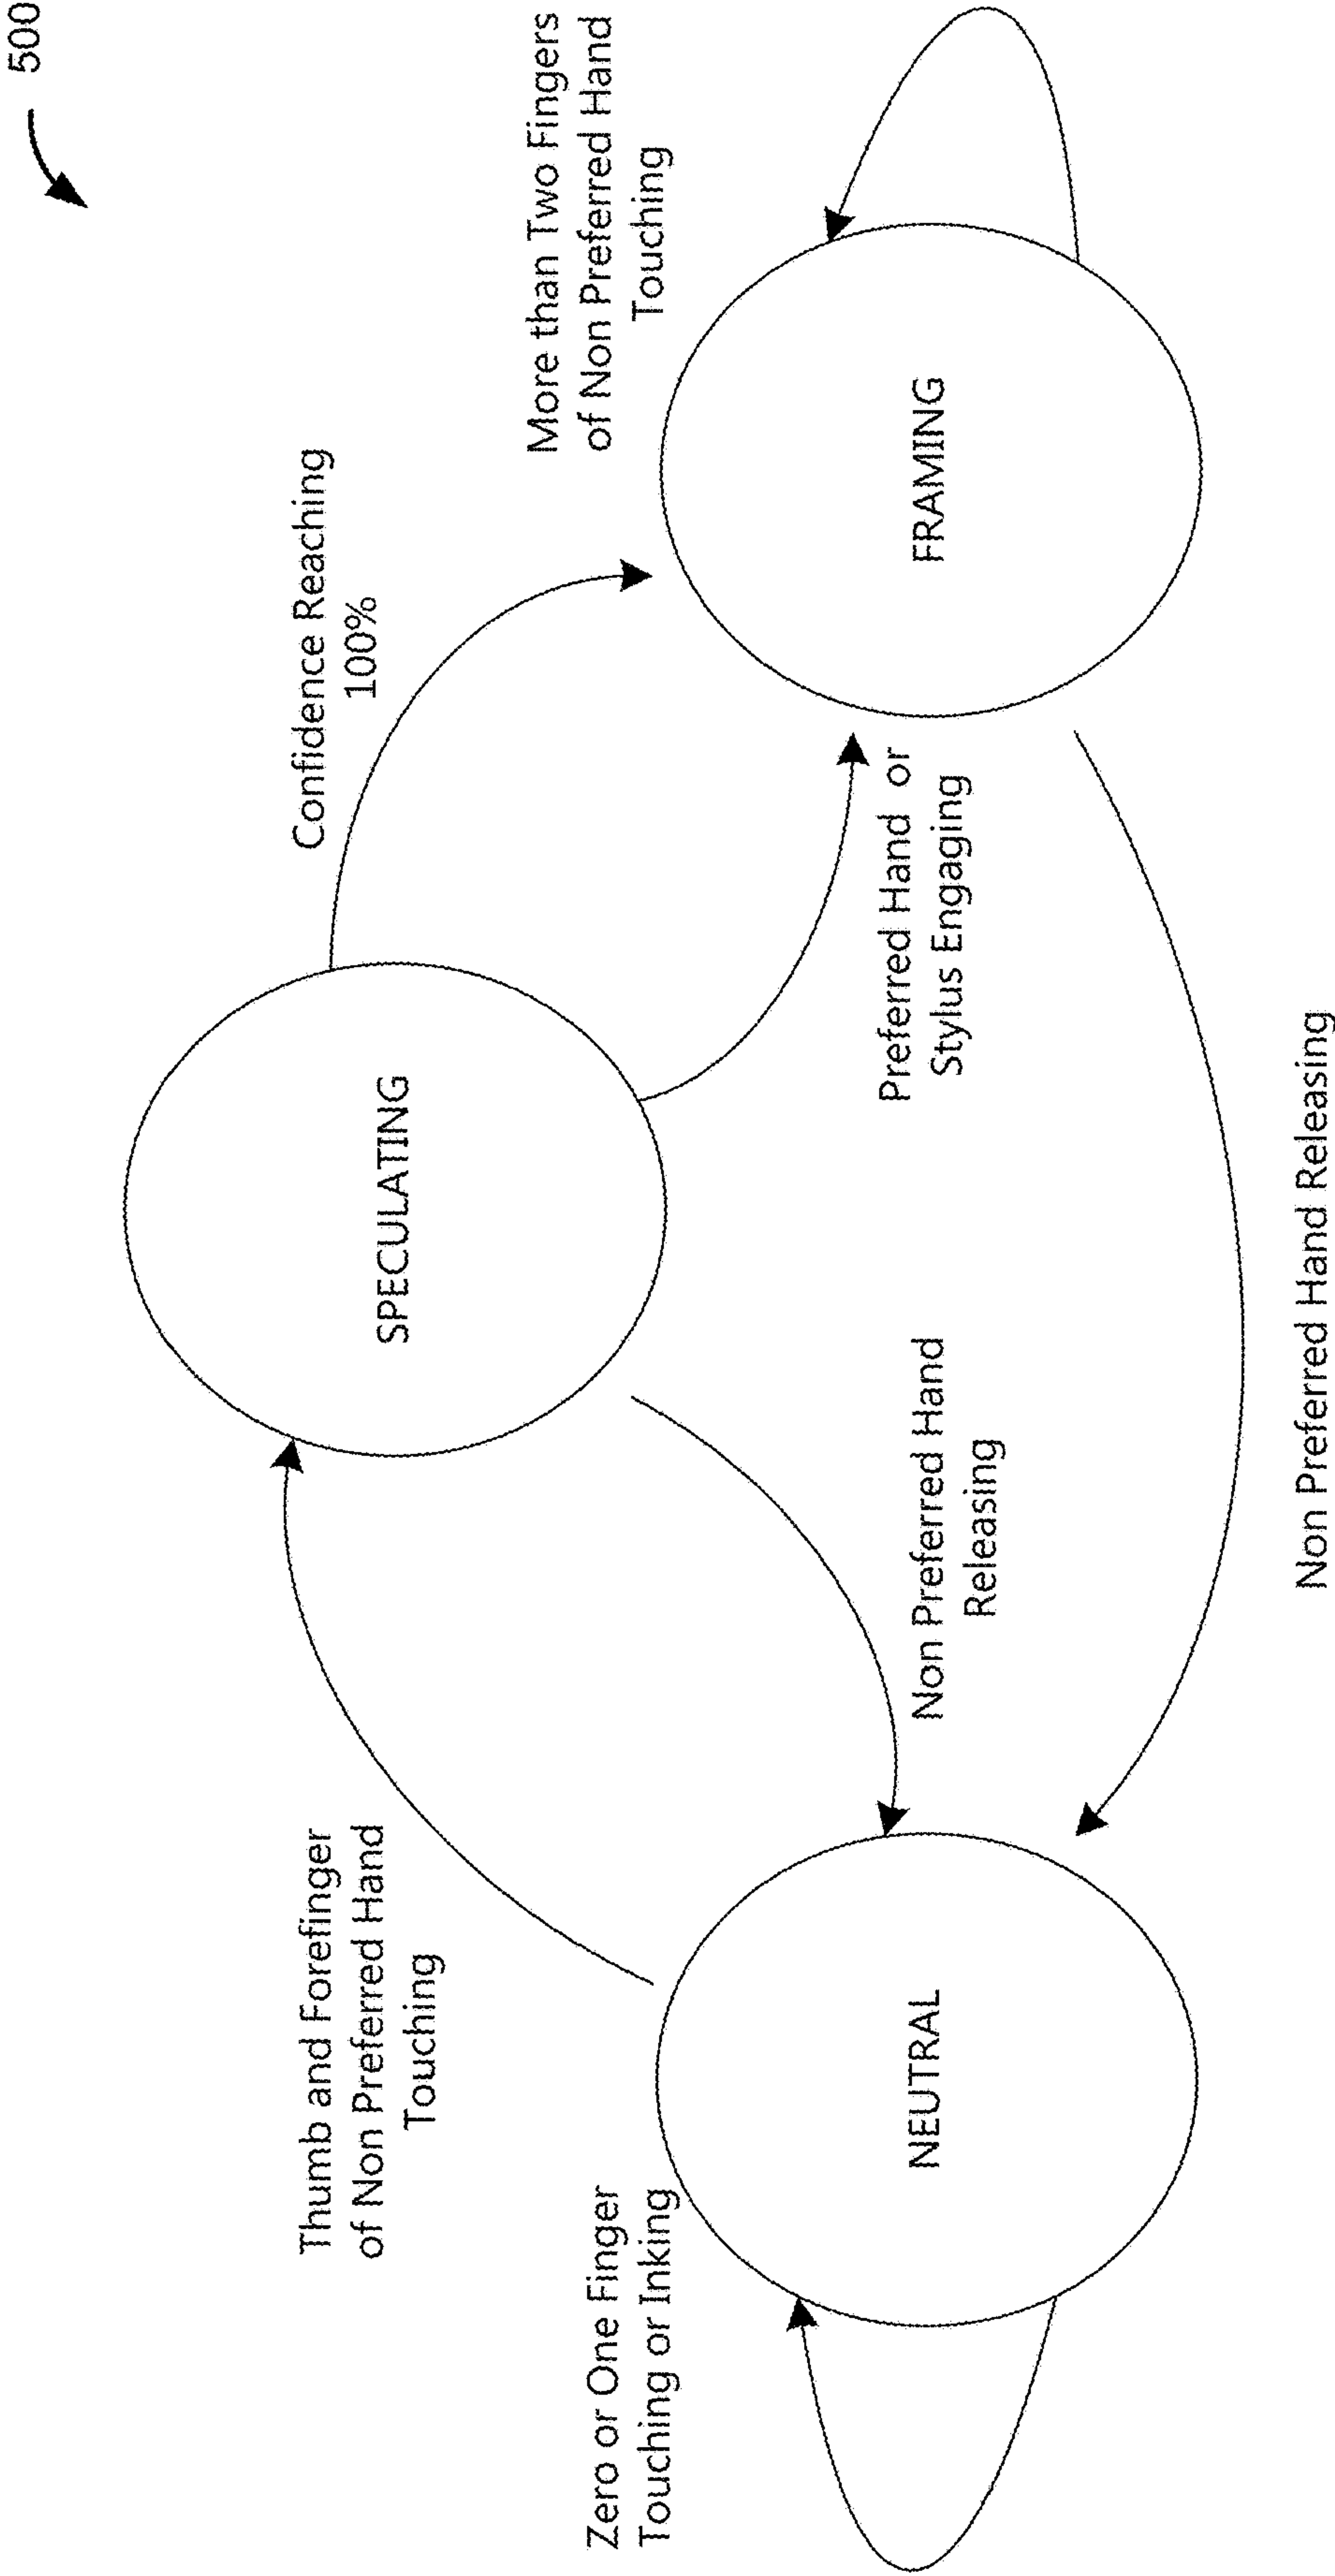 500
Thumb and Forefinger
of Non Preferred Hand
Touching
Confidence Reaching
100%
SPECULATING
Zero or One Finger
Touching or Inking
More than Two Fingers
of Non Preferred Hand
Touching
Non Preferred Hand
Releasing
Preferred Hand or
Stylus Engaging
NEUTRAL
FRAMING
Non Preferred Hand Releasing